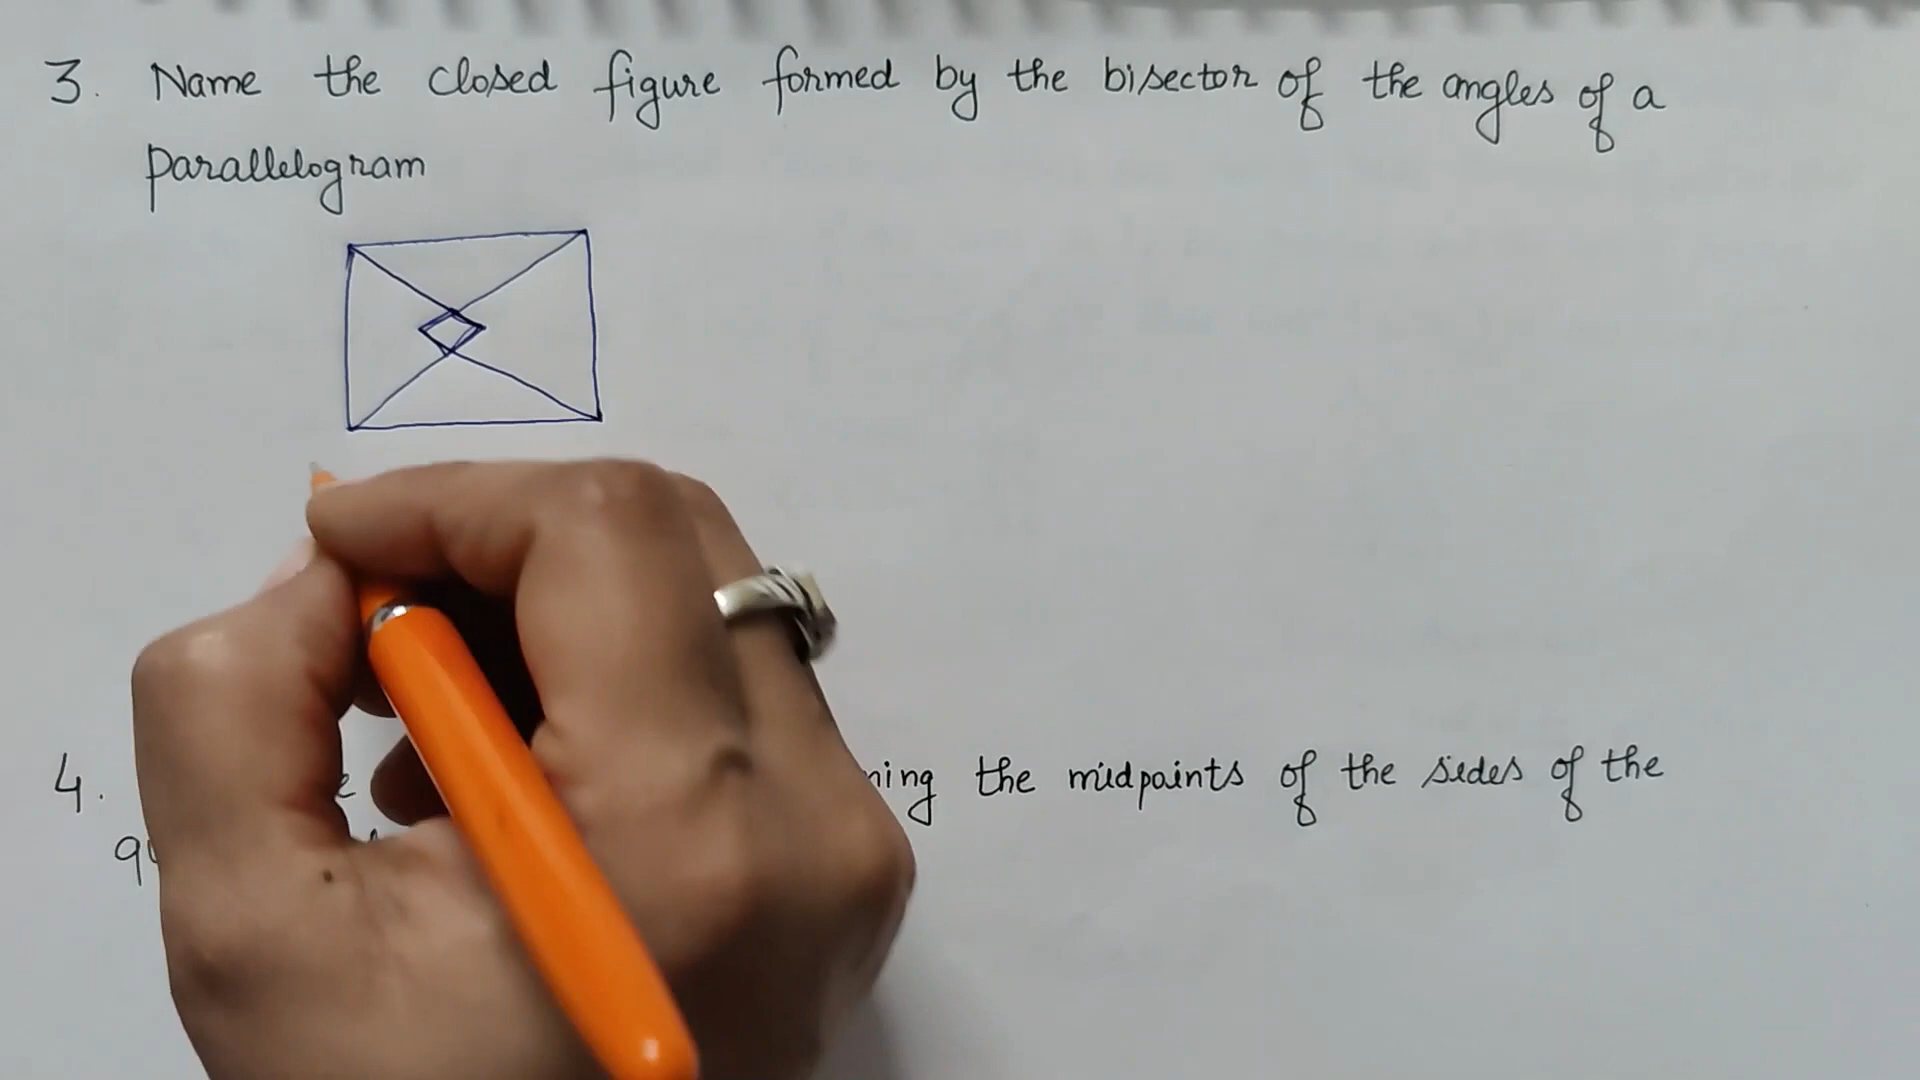 3. Name the closed figure formed by the bisector of the angles of a
parallelogram
4. the midpoints of the sides of the